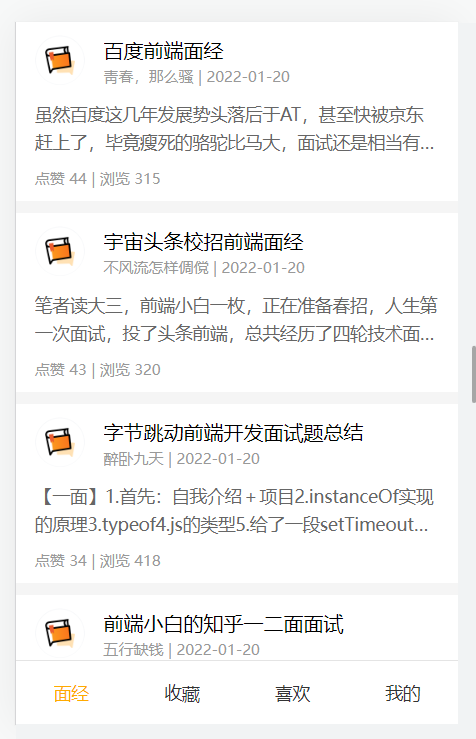 百度前端面经
青春，那么骚 | 2022-01-20
虽然百度这几年发展势头落后于AT，甚至快被京东
赶上了，毕竟瘦死的骆驼比马大，面试还是相当有...
点赞 44 | 浏览 315
宇宙头条校招前端面经
不风流怎样倜傥 | 2022-01-20
笔者读大三，前端小白一枚，正在准备春招，人生第
一次面试，投了头条前端，总共经历了四轮技术面...
点赞 43 | 浏览 320
字节跳动前端开发面试题总结
醉卧九天 | 2022-01-20
【一面】1.首先：自我介绍＋项目2.instanceOf实现
的原理3.typeof4.js的类型5.给了一段setTimeout...
点赞 34 | 浏览 418
前端小白的知乎一二面面试
五行缺钱 | 2022-01-20
面经 收藏 喜欢 我的